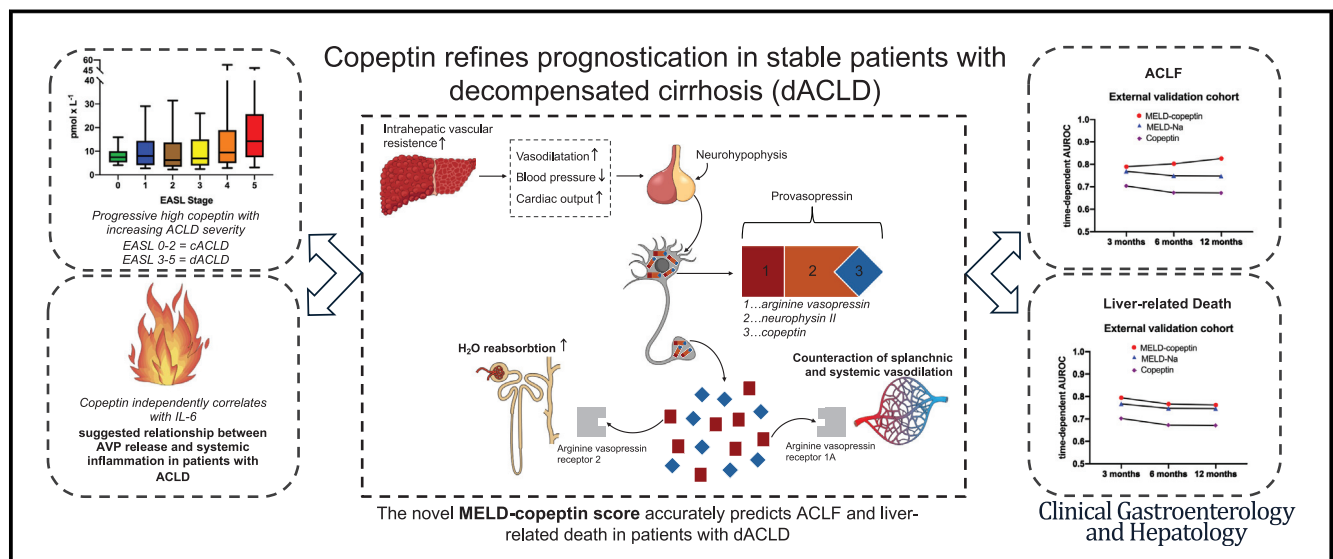 Copeptin refines prognostication in stable patients with
decompensated cirrhosis (dACLD)
pmol x L⁻¹
60
45
40
30
20
10
0
0 1 2 3 4 5
EASL Stage
Progressive high copeptin with
increasing ACLD severity
EASL 0-2 = cACLD
EASL 3-5 = dACLD
Copeptin independently correlates
with IL-6
suggested relationship between
AVP release and systemic
inflammation in patients with
ACLD
Intrahepatic vascular
resistence ↑
Vasodilatation ↑
Blood pressure ↓
Cardiac output ↑
Neurohypophysis
Provasopressin
1 2 3
1...arginine vasopressin
2...neurophysin II
3...copeptin
H₂O reabsorbtion ↑
Counteraction of splanchnic
and systemic vasodilation
Arginine vasopressin
receptor 2
Arginine vasopressin
receptor 1A
The novel MELD-copeptin score accurately predicts ACLF and liver-
related death in patients with dACLD
ACLF
External validation cohort
MELD-copeptin
MELD-Na
Copeptin
time-dependent AUROC
1.0
0.9
0.8
0.7
0.6
0.5
3 months 6 months 12 months
Liver-related Death
External validation cohort
MELD-copeptin
MELD-Na
Copeptin
time-dependent AUROC
1.0
0.9
0.8
0.7
0.6
0.5
3 months 6 months 12 months
Clinical Gastroenterology
and Hepatology